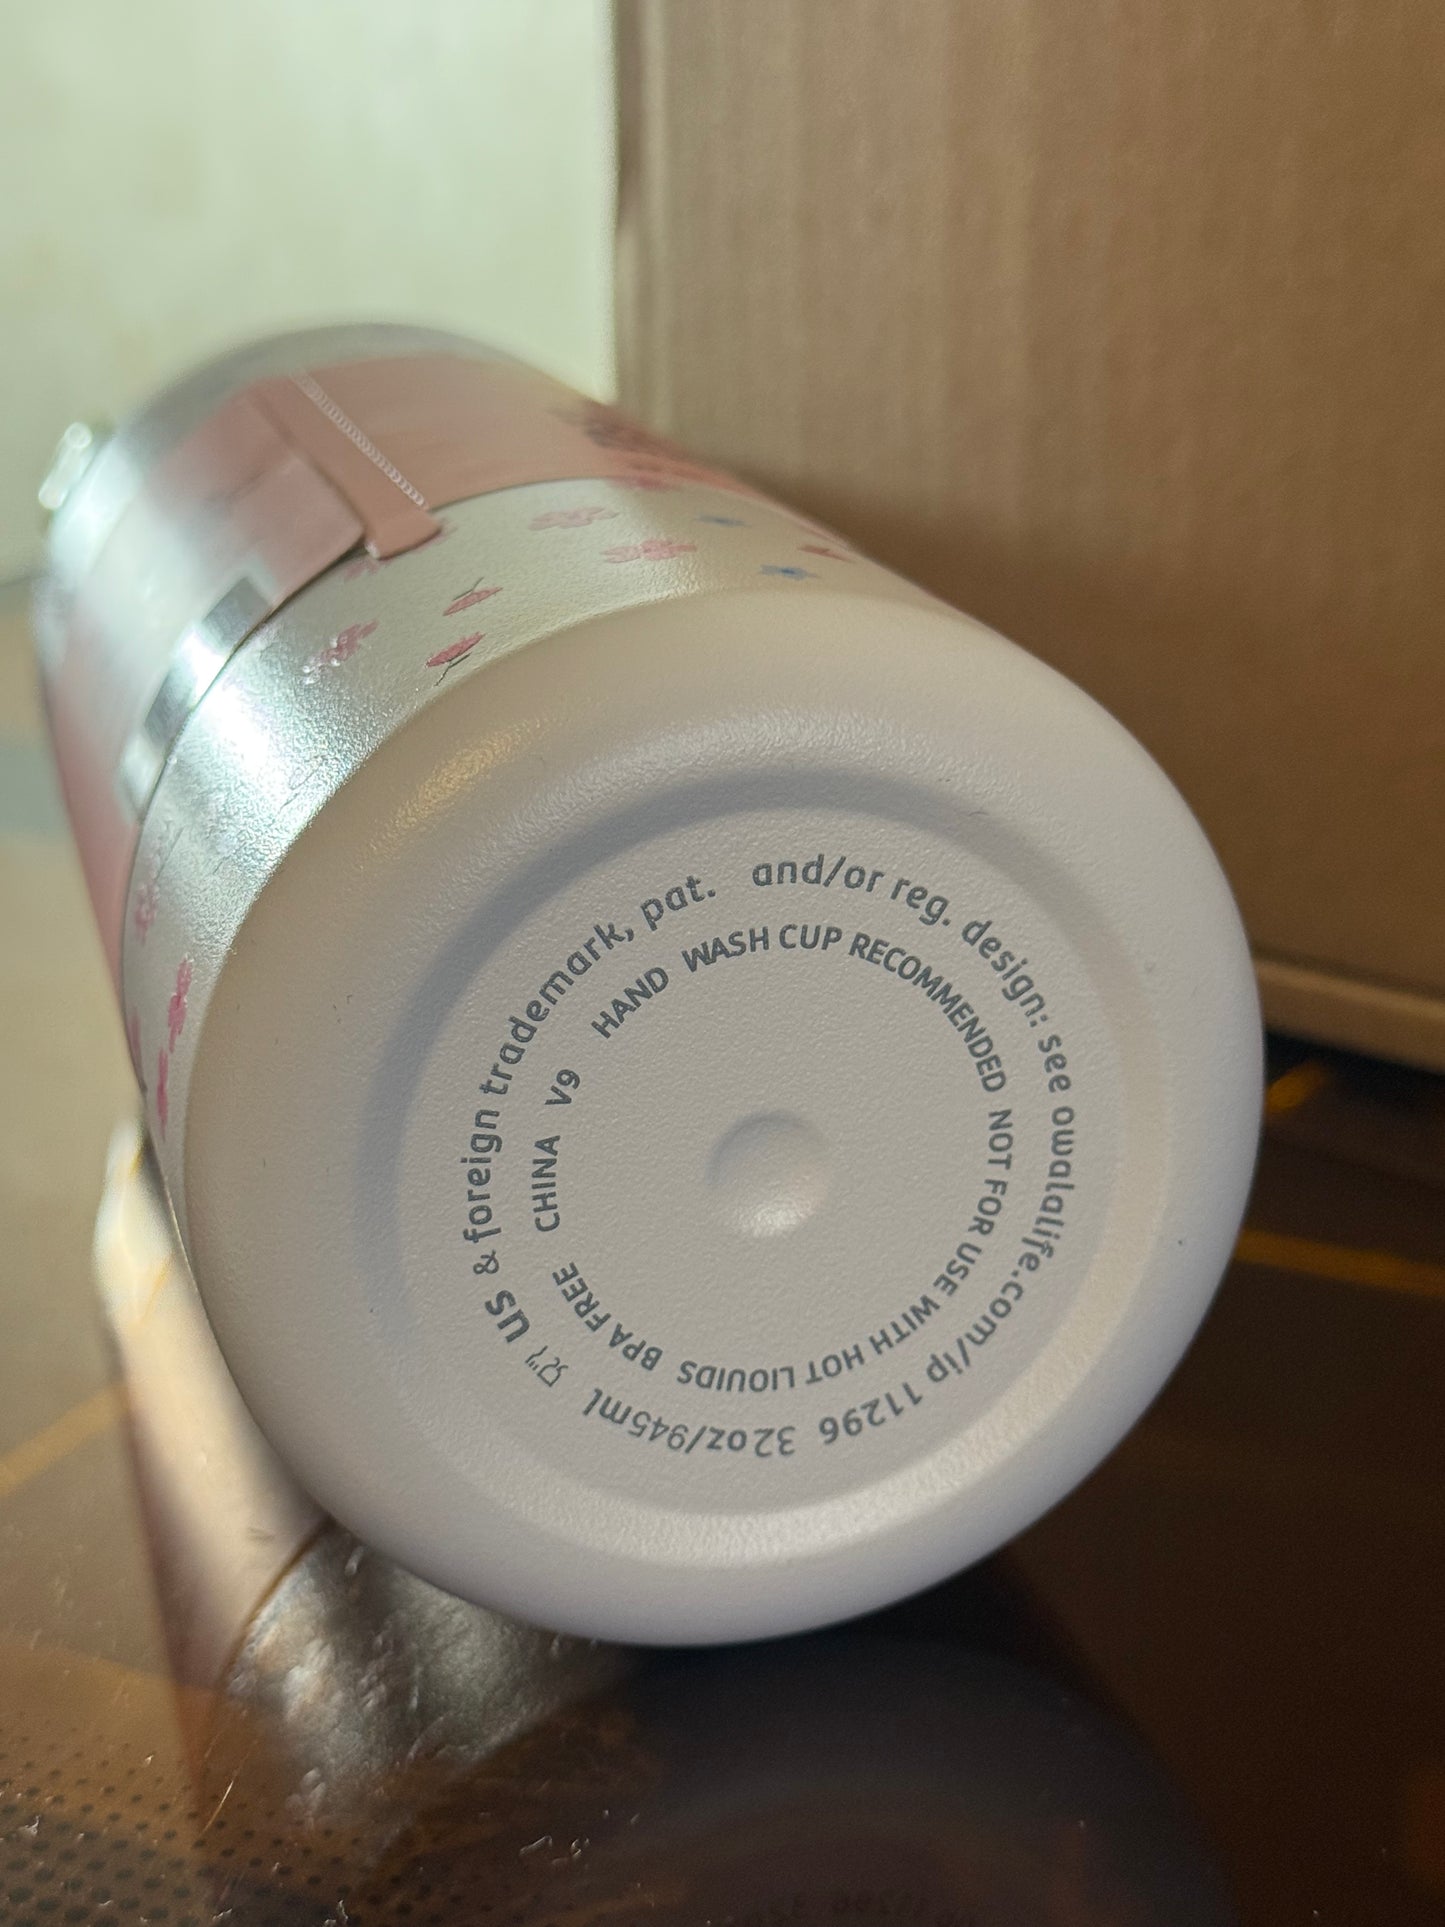 US & foreign trademark, pat. and/or reg. design: see owalalife.com/ip 11296 32oz/945ml
HAND WASH CUP RECOMMENDED NOT FOR USE WITH HOT LIQUIDS BPA FREE CHINA V9